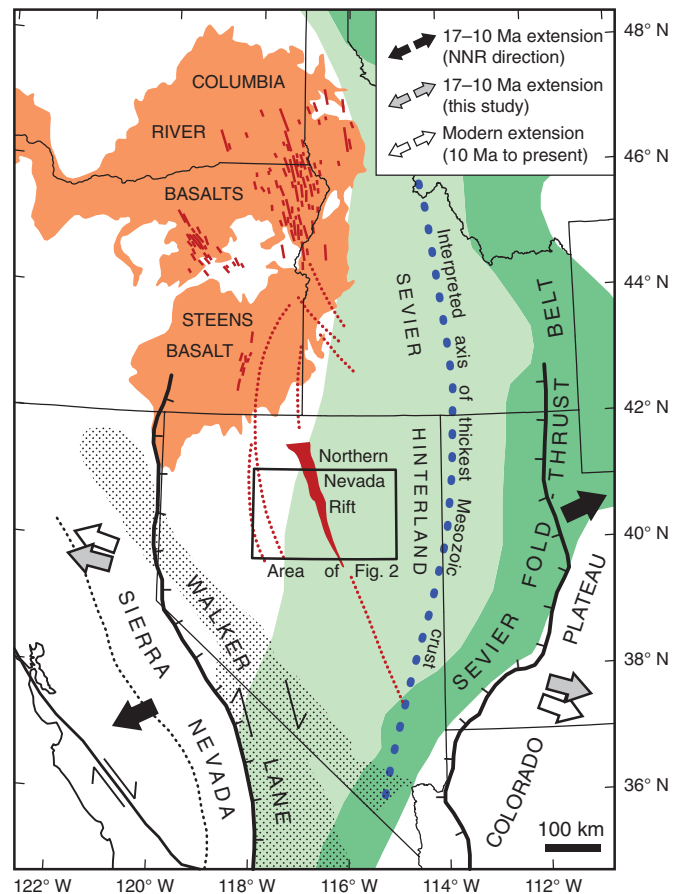 17–10 Ma extension
(NNR direction)
17–10 Ma extension
(this study)
Modern extension
(10 Ma to present)
48° N
46° N
44° N
42° N
40° N
38° N
36° N
COLUMBIA
RIVER
BASALTS
STEENS
BASALT
SEVIER
HINTERLAND
Interpreted axis of thickest Mesozoic crust
SEVIER FOLD-THRUST BELT
Northern
Nevada
Rift
Area of Fig. 2
WALKER
LANE
SIERRA
NEVADA
COLORADO
PLATEAU
100 km
122° W
120° W
118° W
116° W
114° W
112° W